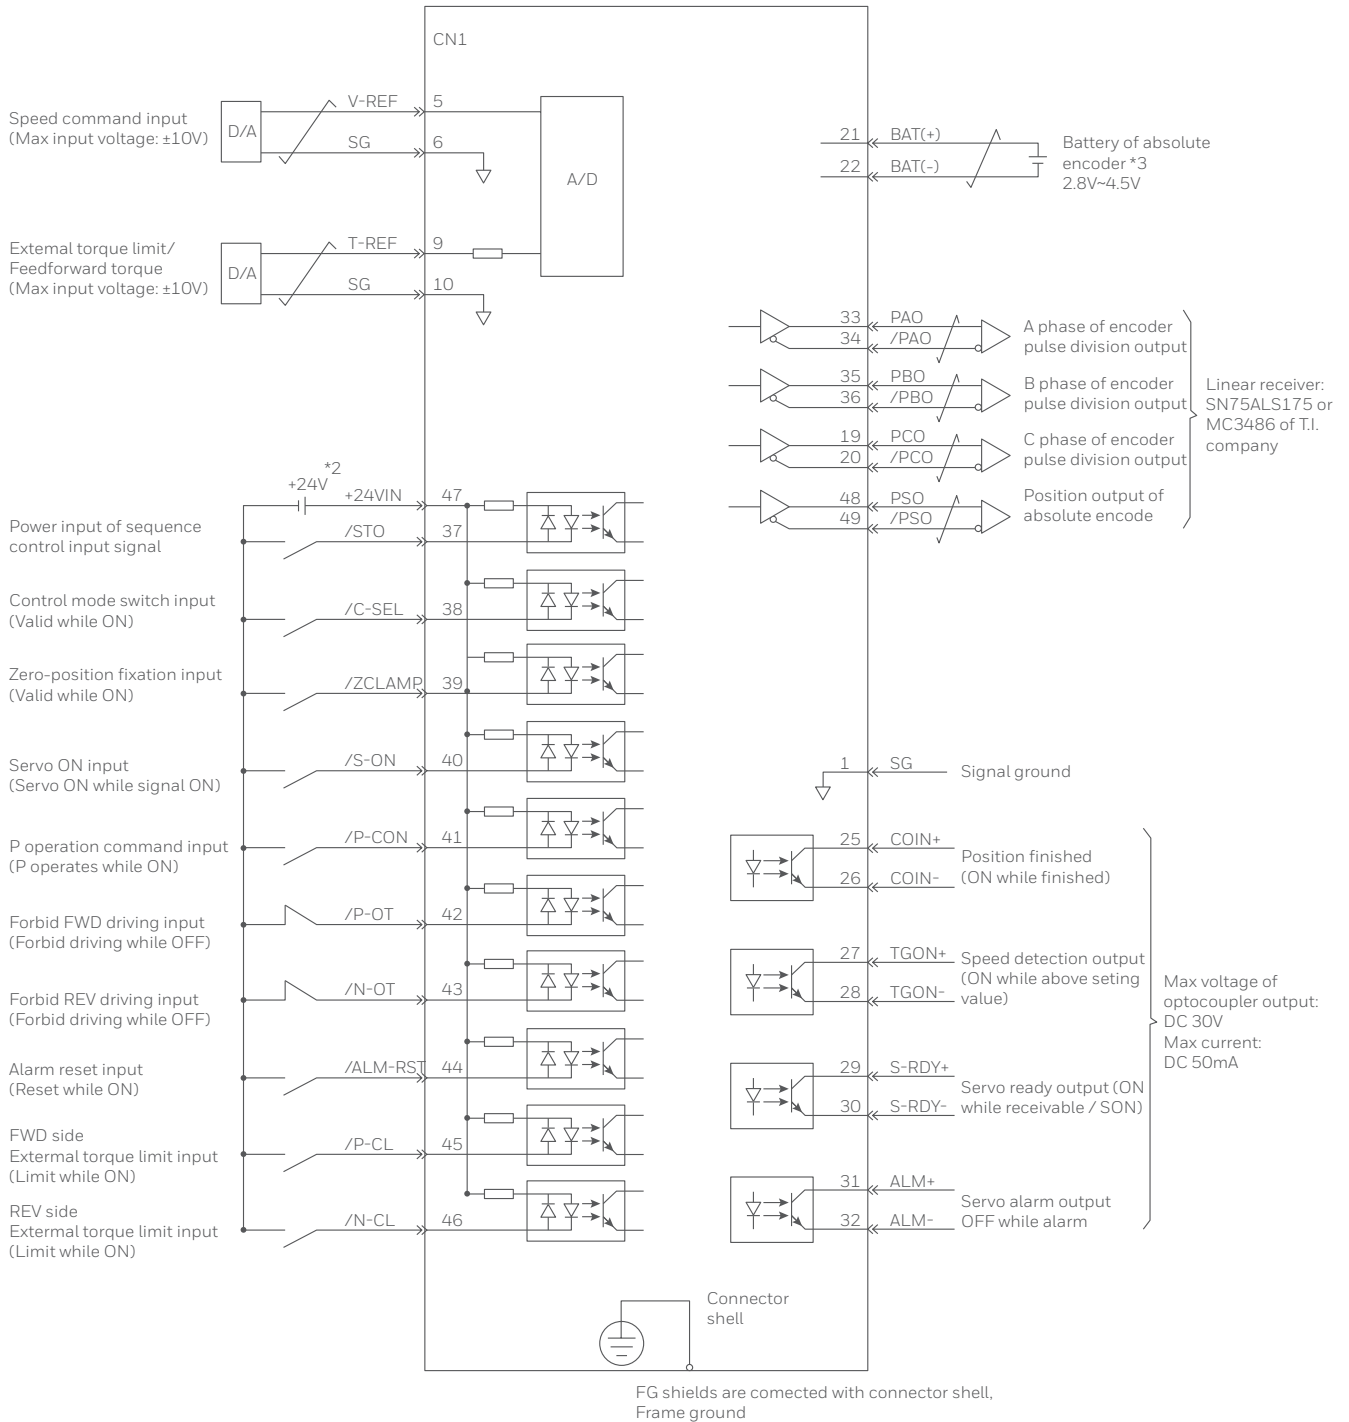 CN1
Speed command input
(Max input voltage: ±10V)
D/A
V-REF
5
SG
6
A/D
External torque limit/
Feedforward torque
(Max input voltage: ±10V)
D/A
T-REF
9
SG
10
21
BAT(+)
22
BAT(-)
Battery of absolute
encoder *3
2.8V~4.5V
33
PAO
34
/PAO
A phase of encoder
pulse division output
35
PBO
36
/PBO
B phase of encoder
pulse division output
19
PCO
20
/PCO
C phase of encoder
pulse division output
48
PSO
49
/PSO
Position output of
absolute encode
Linear receiver:
SN75ALS175 or
MC3486 of T.I.
company
*2
+24V
+24VIN
47
Power input of sequence
control input signal
/STO
37
Control mode switch input
(Valid while ON)
/C-SEL
38
Zero-position fixation input
(Valid while ON)
/ZCLAMP
39
Servo ON input
(Servo ON while signal ON)
/S-ON
40
P operation command input
(P operates while ON)
/P-CON
41
Forbid FWD driving input
(Forbid driving while OFF)
/P-OT
42
Forbid REV driving input
(Forbid driving while OFF)
/N-OT
43
Alarm reset input
(Reset while ON)
/ALM-RST
44
FWD side
External torque limit input
(Limit while ON)
/P-CL
45
REV side
External torque limit input
(Limit while ON)
/N-CL
46
1
SG
Signal ground
25
COIN+
26
COIN-
Position finished
(ON while finished)
27
TGON+
28
TGON-
Speed detection output
(ON while above seting
value)
29
S-RDY+
30
S-RDY-
Servo ready output (ON
while receivable / SON)
31
ALM+
32
ALM-
Servo alarm output
OFF while alarm
Max voltage of
optocoupler output:
DC 30V
Max current:
DC 50mA
Connector
shell
FG shields are comected with connector shell,
Frame ground